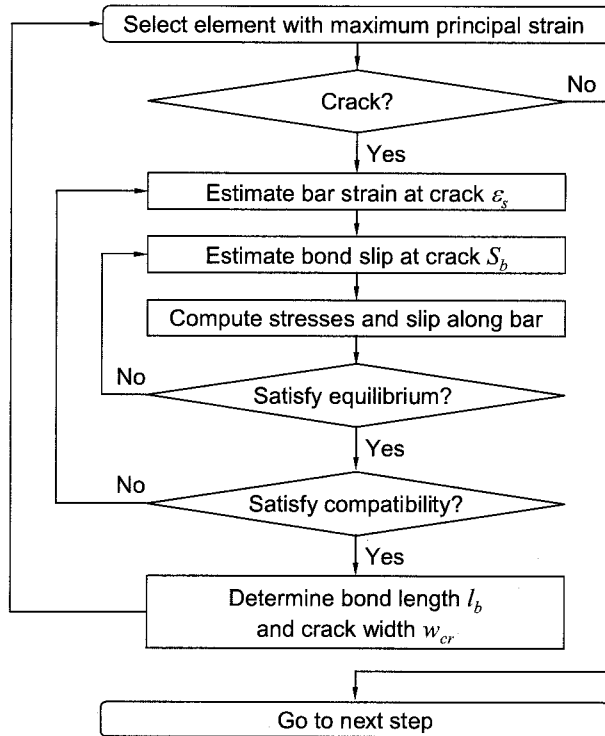 Select element with maximum principal strain
Crack?
No
Yes
Estimate bar strain at crack εs
Estimate bond slip at crack Sb
Compute stresses and slip along bar
No
Satisfy equilibrium?
Yes
No
Satisfy compatibility?
Yes
Determine bond length lb
and crack width wcr
Go to next step